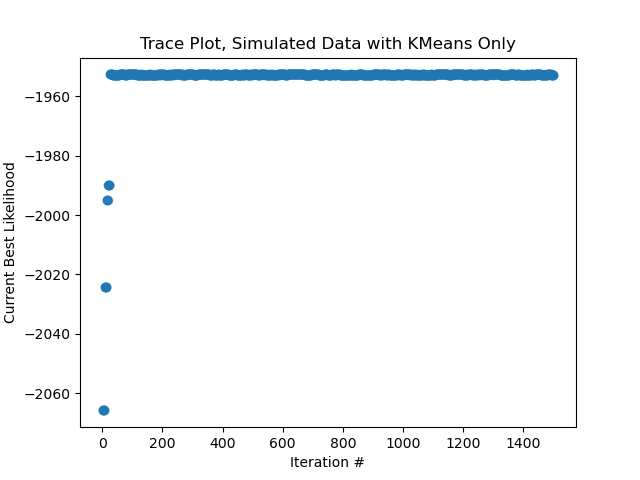 Trace Plot, Simulated Data with KMeans Only
Current Best Likelihood
−1960
−1980
−2000
−2020
−2040
−2060
0 200 400 600 800 1000 1200 1400
Iteration #